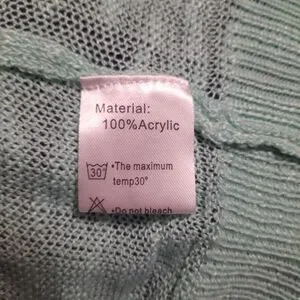 Material:
100%Acrylic
30°
•The maximum
temp30°
•Do not bleach